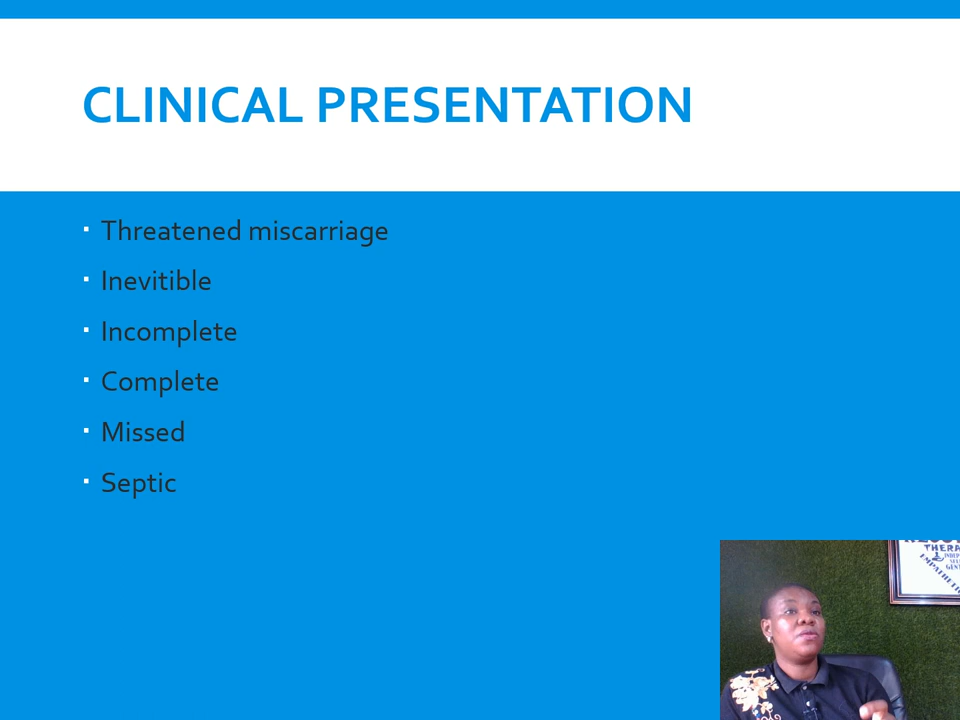 CLINICAL PRESENTATION
Threatened miscarriage
Inevitible
Incomplete
Complete
Missed
Septic